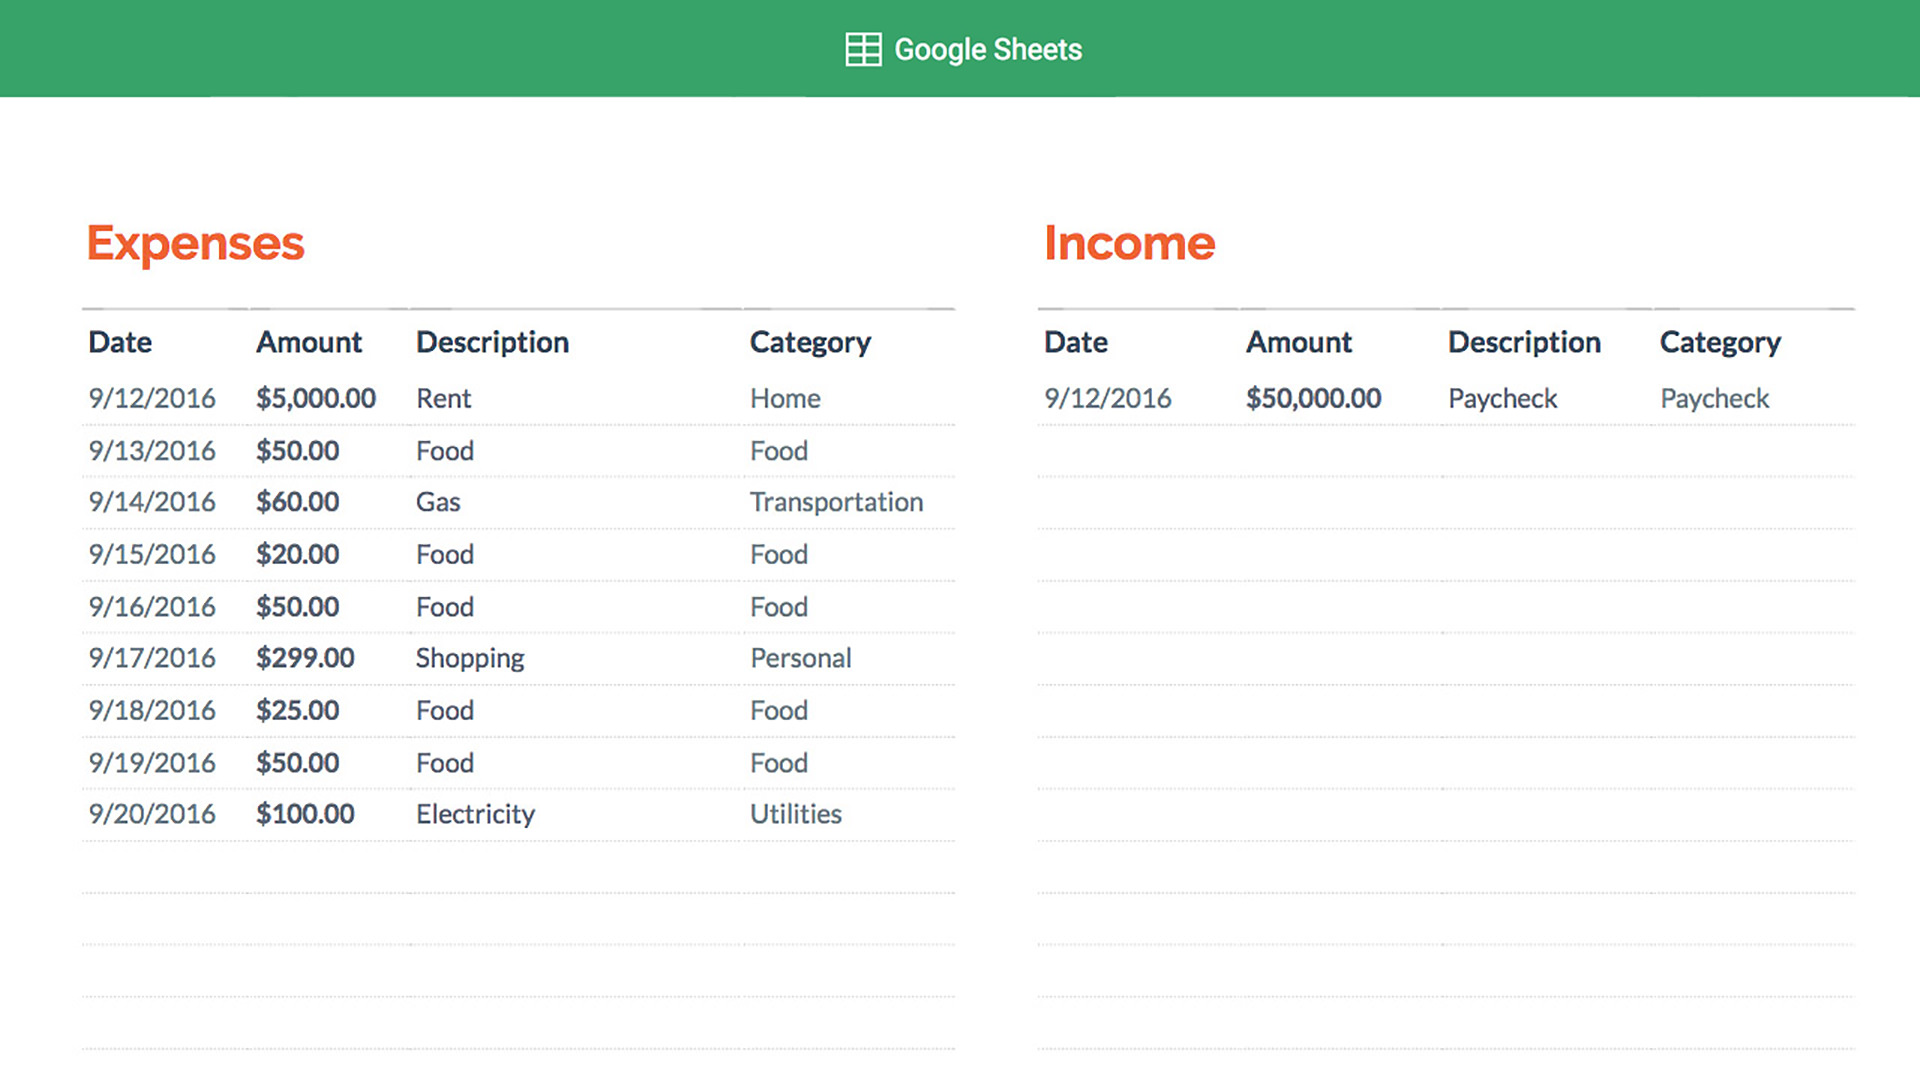 Google Sheets
Expenses
Date Amount Description Category
9/12/2016 $5,000.00 Rent Home
9/13/2016 $50.00 Food Food
9/14/2016 $60.00 Gas Transportation
9/15/2016 $20.00 Food Food
9/16/2016 $50.00 Food Food
9/17/2016 $299.00 Shopping Personal
9/18/2016 $25.00 Food Food
9/19/2016 $50.00 Food Food
9/20/2016 $100.00 Electricity Utilities
Income
Date Amount Description Category
9/12/2016 $50,000.00 Paycheck Paycheck